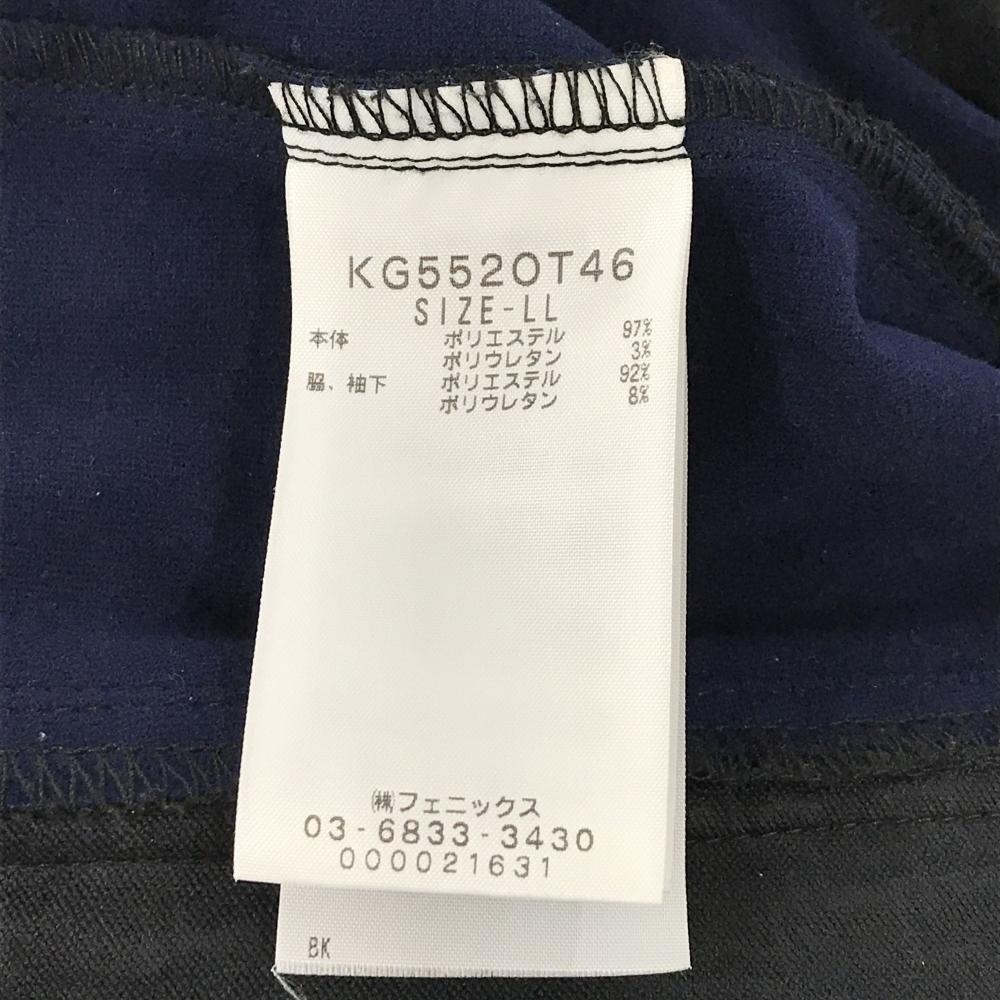 KG5520T46
SIZE-LL
本体 ポリエステル 97%
ポリウレタン 3%
脇、袖下 ポリエステル 92%
ポリウレタン 8%
㈱フェニックス
03-6833-3430
000021631
BK